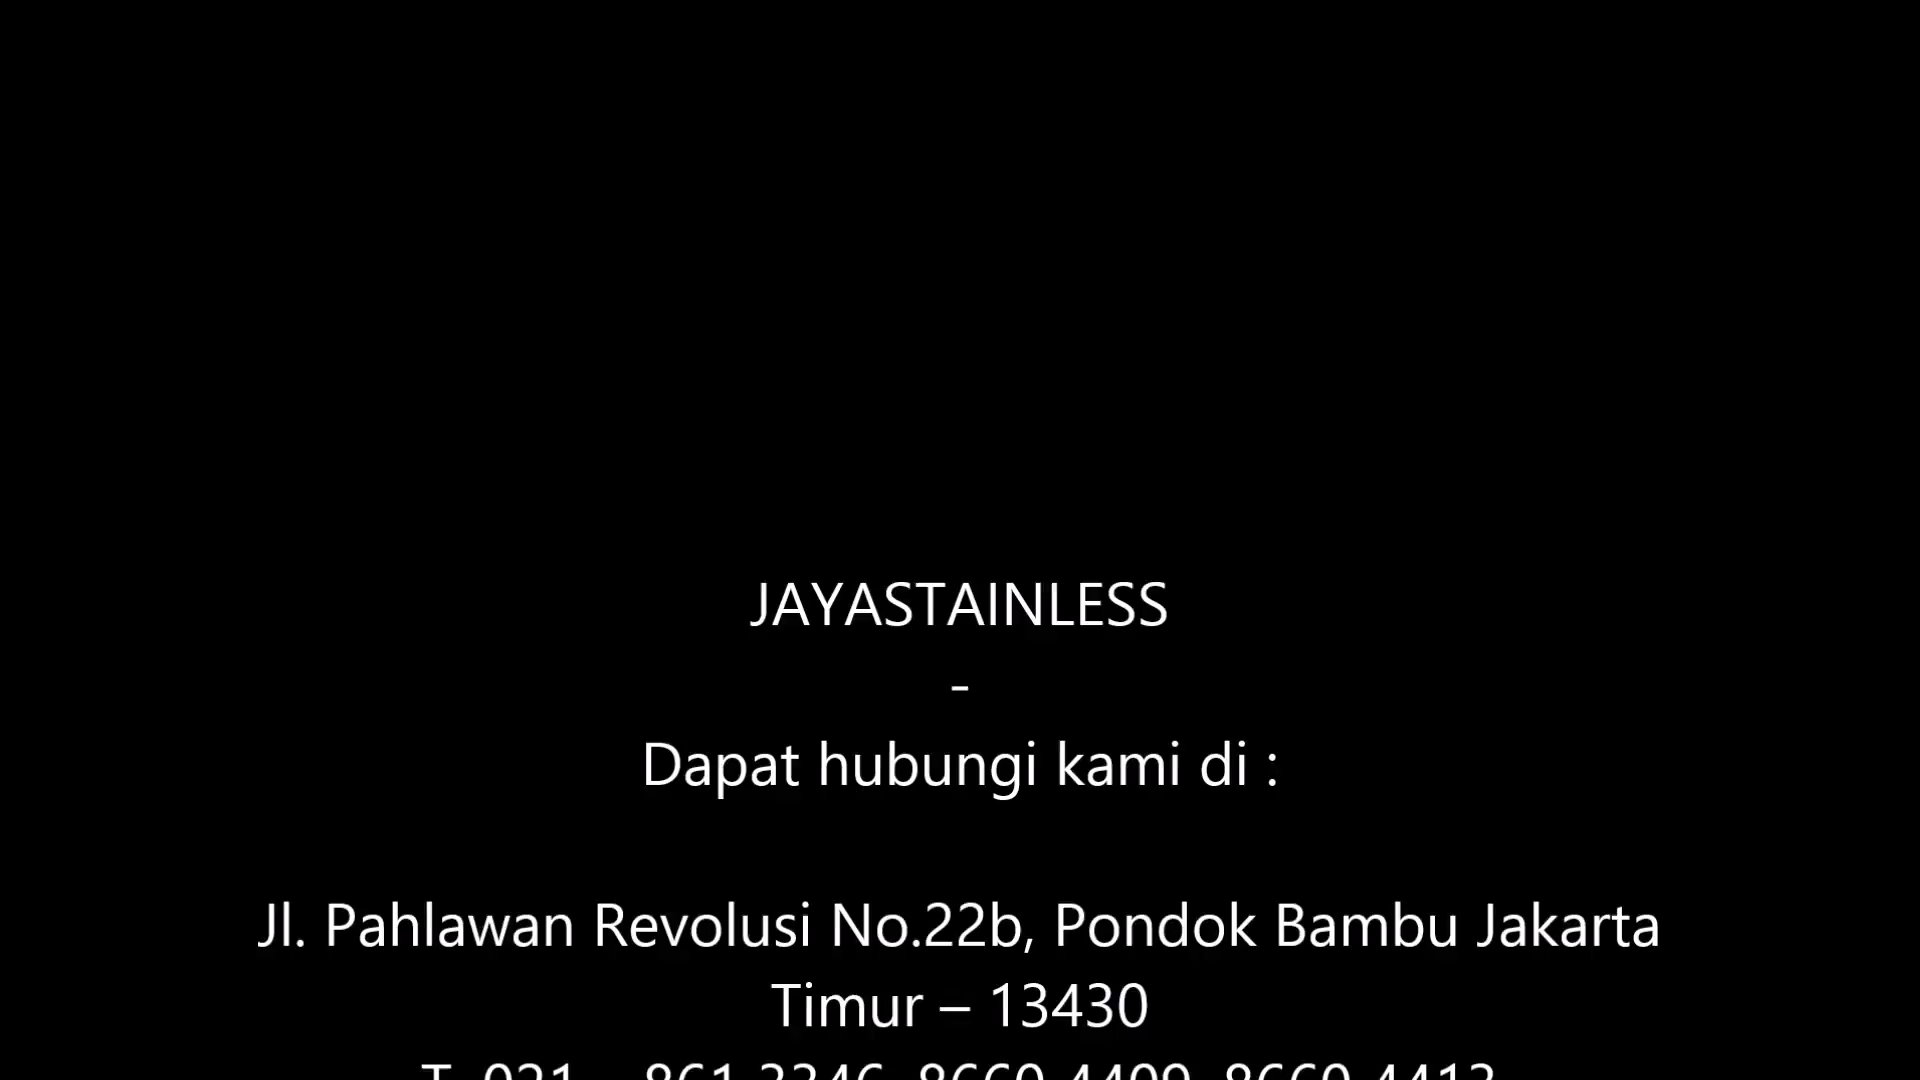 JAYASTAINLESS
-
Dapat hubungi kami di :
Jl. Pahlawan Revolusi No.22b, Pondok Bambu Jakarta
Timur – 13430